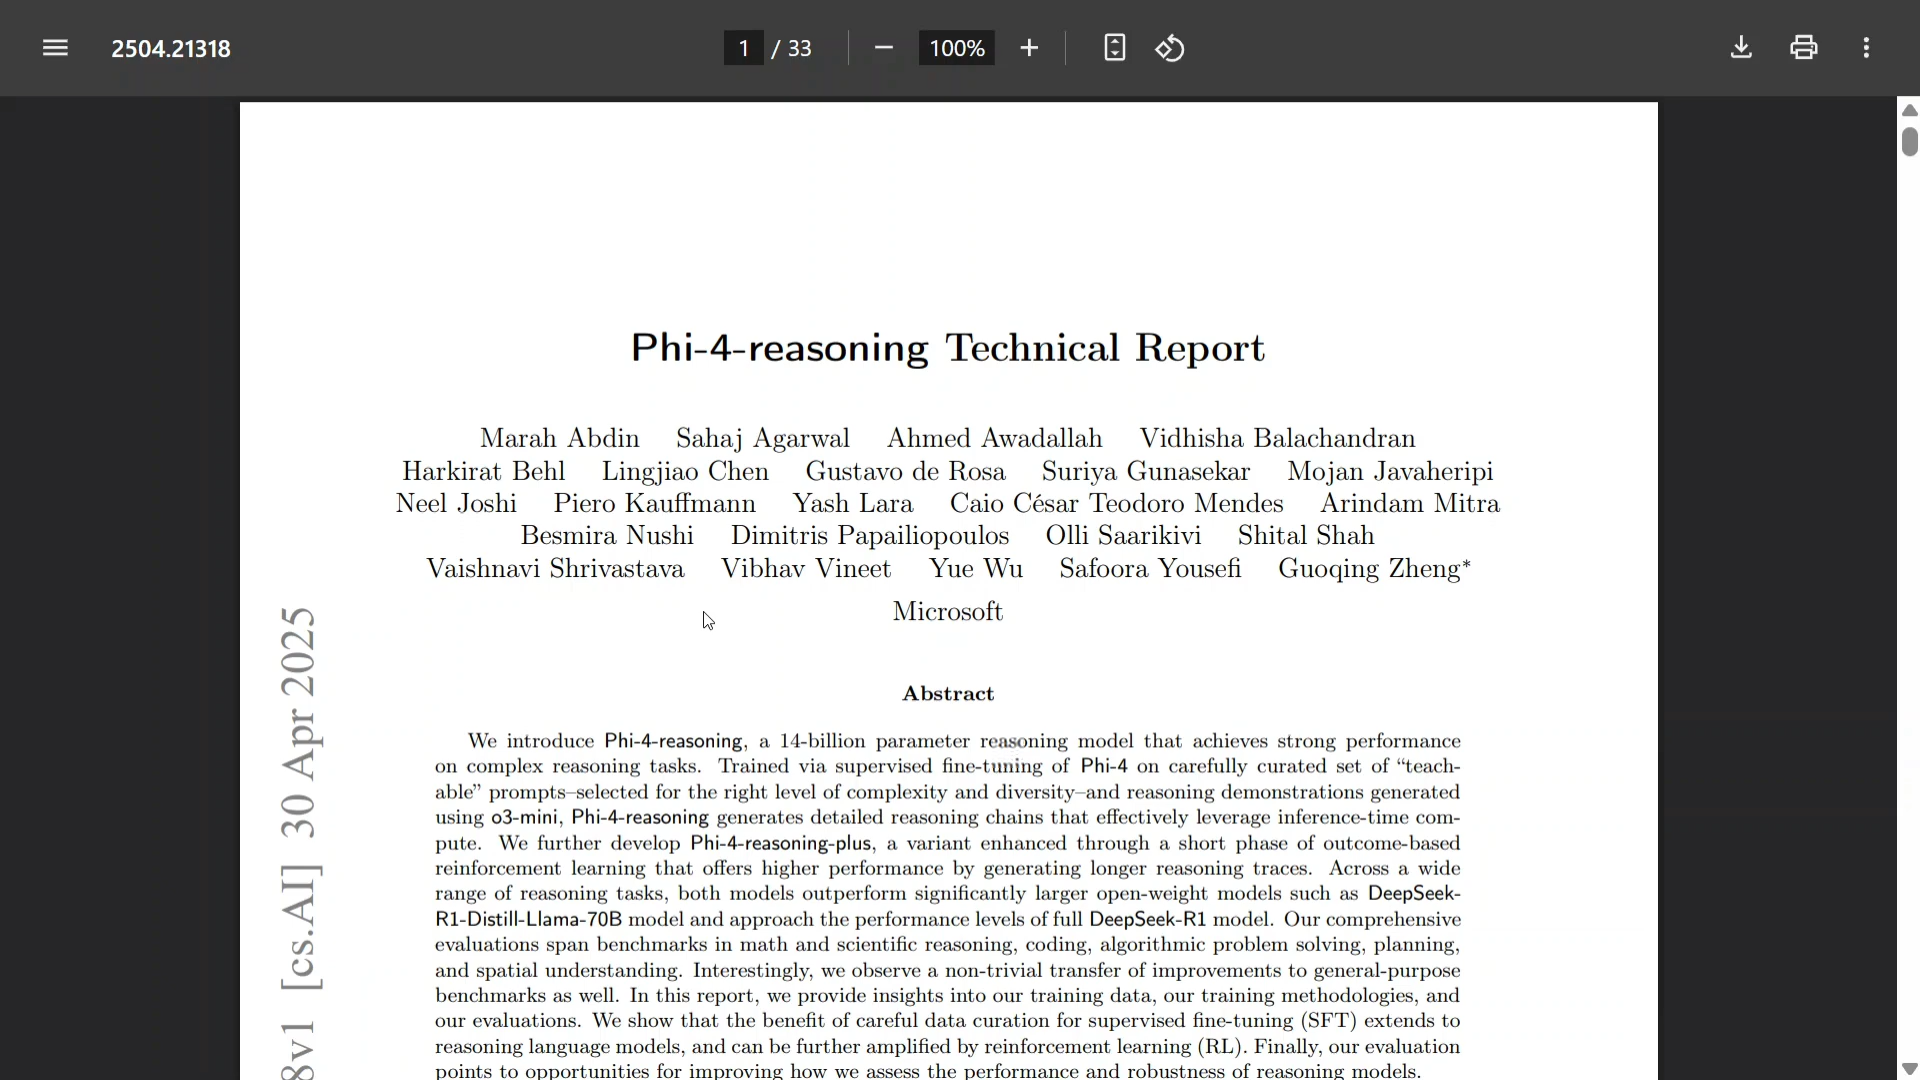 2504.21318
1 / 33
100%
Phi-4-reasoning Technical Report
Marah Abdin Sahaj Agarwal Ahmed Awadallah Vidhisha Balachandran
Harkirat Behl Lingjiao Chen Gustavo de Rosa Suriya Gunasekar Mojan Javaheripi
Neel Joshi Piero Kauffmann Yash Lara Caio César Teodoro Mendes Arindam Mitra
Besmira Nushi Dimitris Papailiopoulos Olli Saarikivi Shital Shah
Vaishnavi Shrivastava Vibhav Vineet Yue Wu Safoora Yousefi Guoqing Zheng*
Microsoft
Abstract
We introduce Phi-4-reasoning, a 14-billion parameter reasoning model that achieves strong performance
on complex reasoning tasks. Trained via supervised fine-tuning of Phi-4 on carefully curated set of “teach-
able” prompts–selected for the right level of complexity and diversity–and reasoning demonstrations generated
using o3-mini, Phi-4-reasoning generates detailed reasoning chains that effectively leverage inference-time com-
pute. We further develop Phi-4-reasoning-plus, a variant enhanced through a short phase of outcome-based
reinforcement learning that offers higher performance by generating longer reasoning traces. Across a wide
range of reasoning tasks, both models outperform significantly larger open-weight models such as DeepSeek-
R1-Distill-Llama-70B model and approach the performance levels of full DeepSeek-R1 model. Our comprehensive
evaluations span benchmarks in math and scientific reasoning, coding, algorithmic problem solving, planning,
and spatial understanding. Interestingly, we observe a non-trivial transfer of improvements to general-purpose
benchmarks as well. In this report, we provide insights into our training data, our training methodologies, and
our evaluations. We show that the benefit of careful data curation for supervised fine-tuning (SFT) extends to
reasoning language models, and can be further amplified by reinforcement learning (RL). Finally, our evaluation
points to opportunities for improving how we assess the performance and robustness of reasoning models.
8v1 [cs.AI] 30 Apr 2025